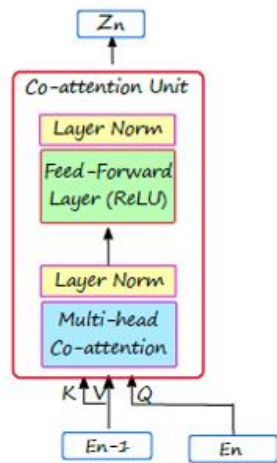 Zn
Co-attention Unit
Layer Norm
Feed-Forward
Layer (ReLU)
Layer Norm
Multi-head
Co-attention
K V Q
En-1 En